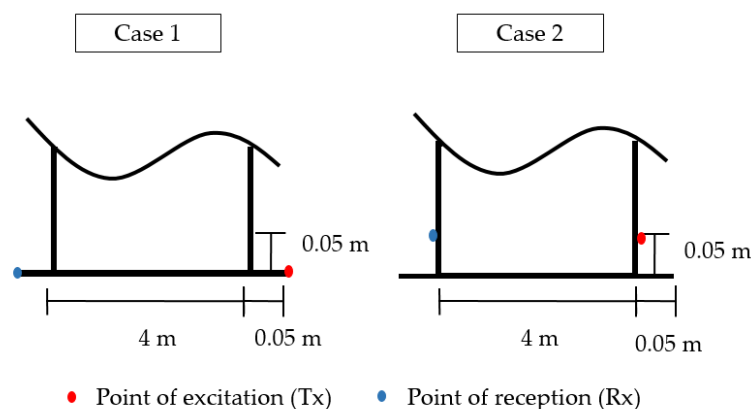 Case 1
Case 2
0.05 m
0.05 m
4 m
0.05 m
4 m
0.05 m
Point of excitation (Tx)
Point of reception (Rx)